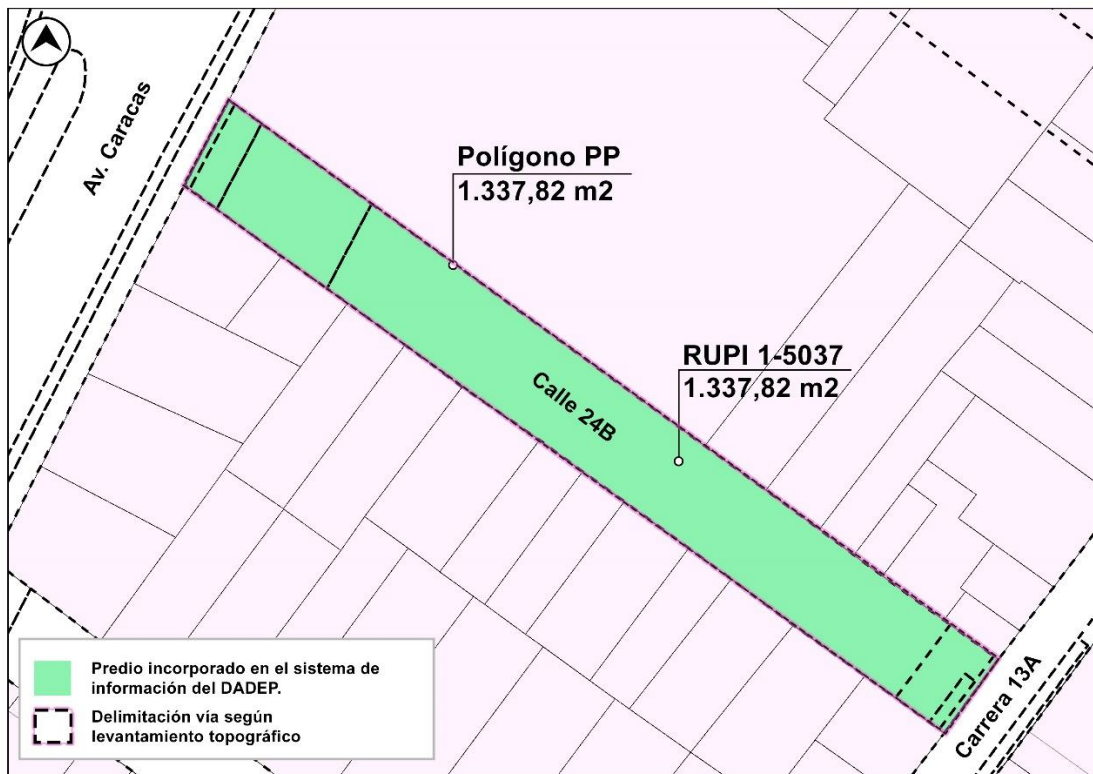 Av. Caracas
Polígono PP
1.337,82 m2
RUPI 1-5037
1.337,82 m2
Calle 24B
Carrera 13A
Predio incorporado en el sistema de
información del DADEP.
Delimitación vía según
levantamiento topográfico